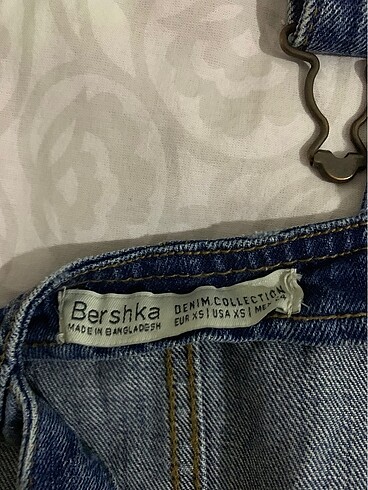 Bershka
MADE IN BANGLADESH
DENIM.COLLECTION
EUR XS | USA XS |